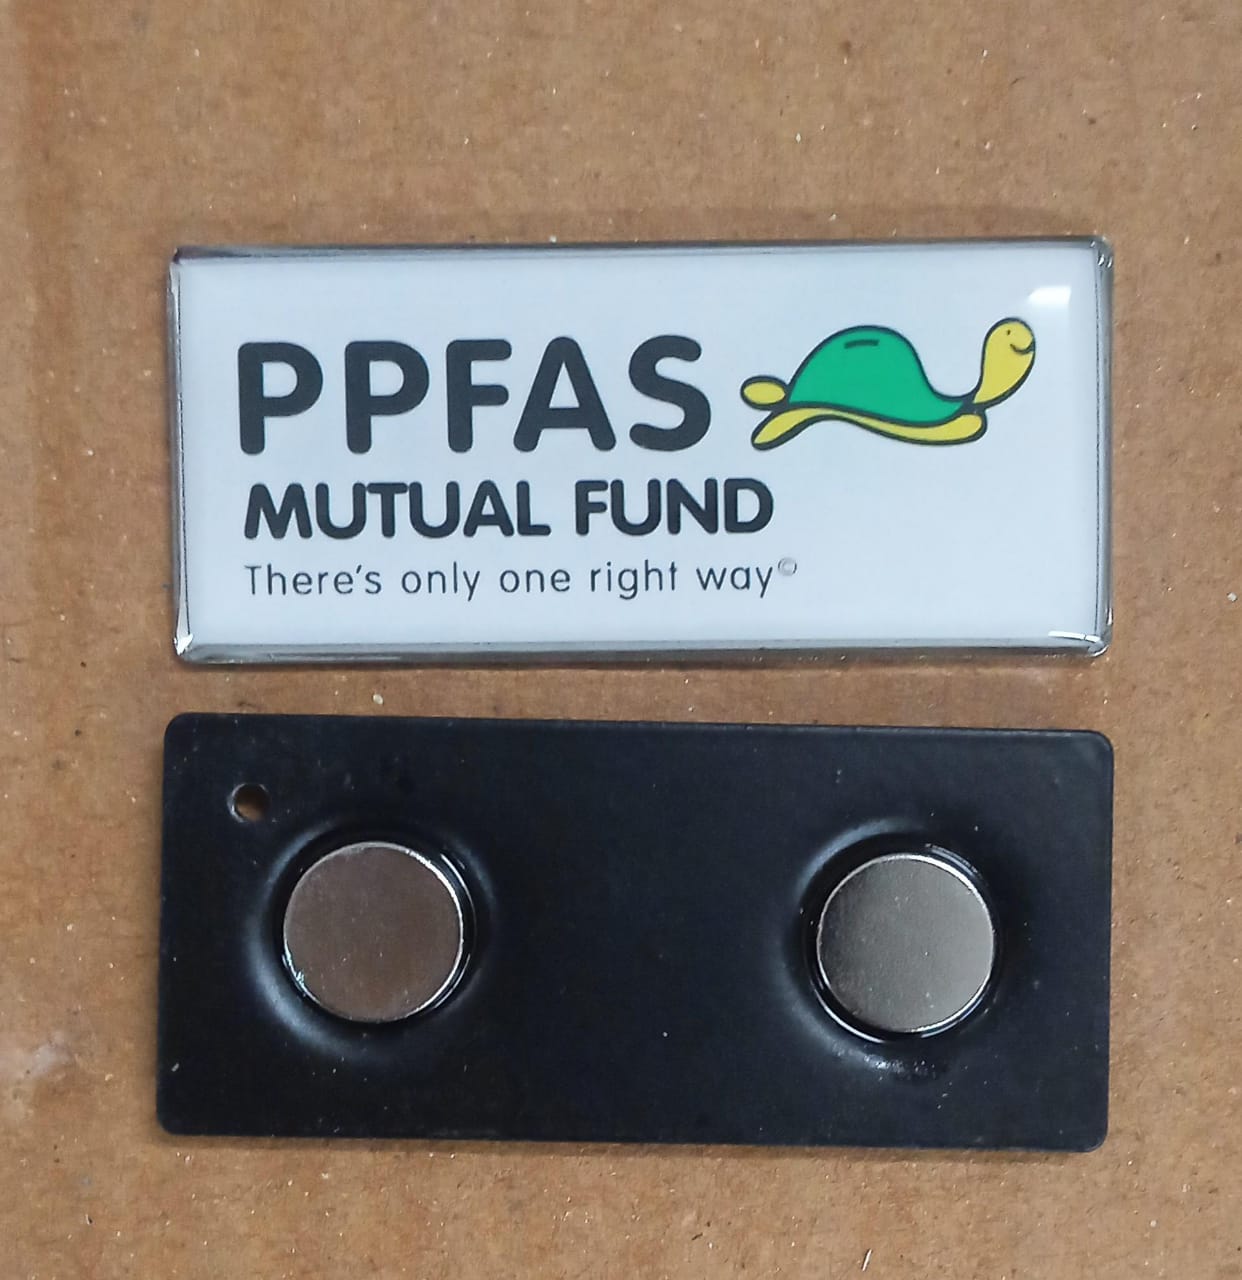 PPFAS
MUTUAL FUND
There's only one right way©